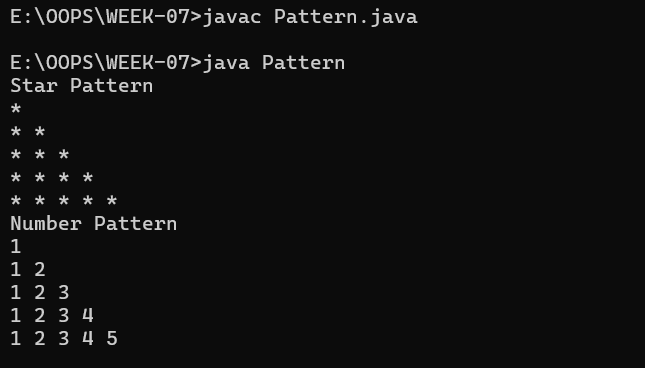 E:\OOPS\WEEK-07>javac Pattern.java
E:\OOPS\WEEK-07>java Pattern
Star Pattern
*
* *
* * *
* * * *
* * * * *
Number Pattern
1
1 2
1 2 3
1 2 3 4
1 2 3 4 5